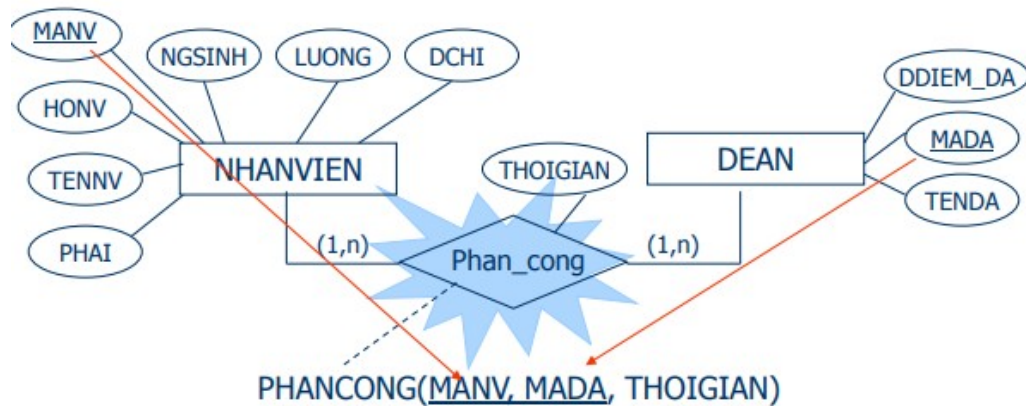 MANV
NGSINH
LUONG
DCHI
DDIEM_DA
HONV
MADA
NHANVIEN
DEAN
TENNV
THOIGIAN
TENDA
PHAI
(1,n)
Phan_cong
(1,n)
PHANCONG(MANV, MADA, THOIGIAN)